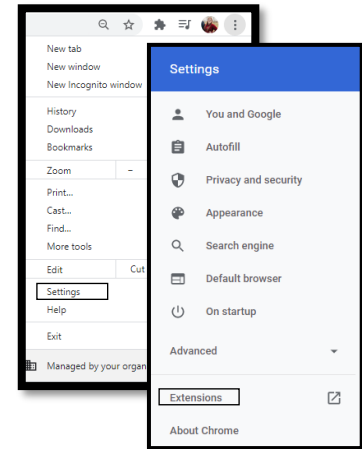 New tab
New window
New Incognito window
History
Downloads
Bookmarks
Zoom -
Print...
Cast...
Find...
More tools
Edit Cut
Settings
Help
Exit
Managed by your organ
Settings
You and Google
Autofill
Privacy and security
Appearance
Search engine
Default browser
On startup
Advanced
Extensions
About Chrome